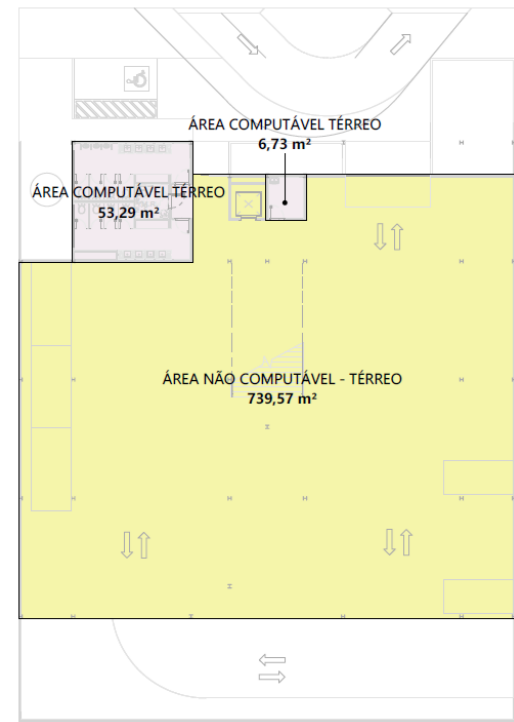 ÁREA COMPUTÁVEL TÉRREO
6,73 m²
ÁREA COMPUTÁVEL TÉRREO
53,29 m²
ÁREA NÃO COMPUTÁVEL - TÉRREO
739,57 m²